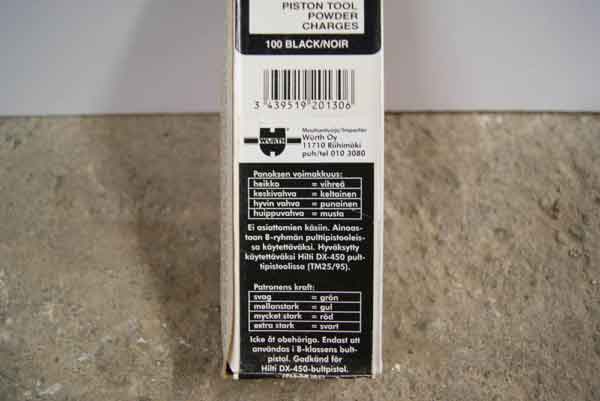 PISTON TOOL
POWDER
CHARGES
100 BLACK/NOIR
3 439519 201306
Maahantuoja/Importör
WÜRTH
Würth Oy
11710 Riihimäki
puh/tel 010 3080
Panoksen voimakkuus:
heikko = vihreä
keskivahva = keltainen
hyvin vahva = punainen
huippuvahva = musta
Ei asiattomien käsiin. Ainoas-
taan B-ryhmän pulttipistooleis-
sa käytettäväksi. Hyväksytty
käytettäväksi Hilti DX-450 pult-
tipistoolissa (TM25/95).
Patronens kraft:
svag = grön
mellanstark = gul
mycket stark = röd
extra stark = svart
Icke åt obehöriga. Endast att
användas i B-klassens bult-
pistol. Godkänd för
Hilti DX-450-bultpistol.